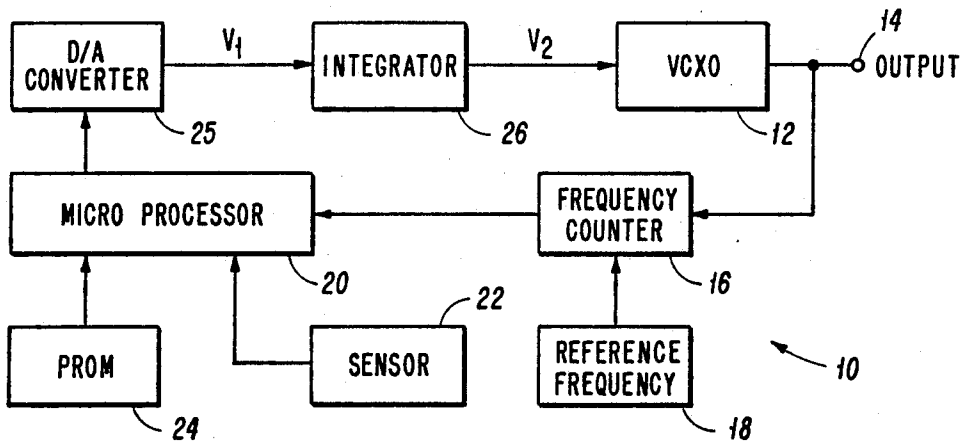 D/A
CONVERTER
25
V1
INTEGRATOR
26
V2
VCXO
12
14
OUTPUT
MICRO PROCESSOR
20
FREQUENCY
COUNTER
16
PROM
24
SENSOR
22
REFERENCE
FREQUENCY
18
10